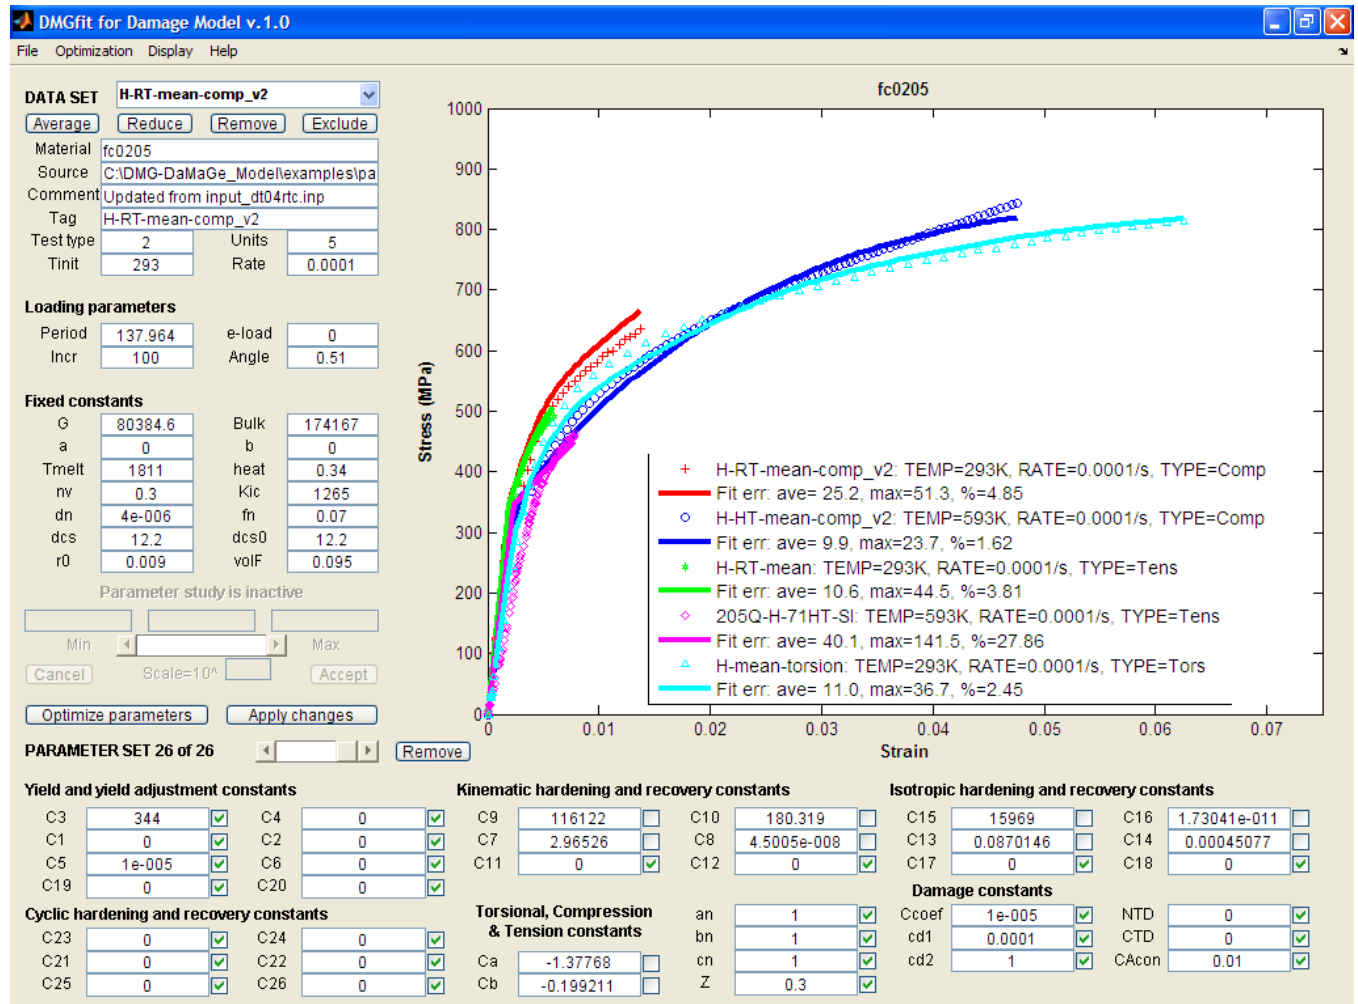 DMGfit for Damage Model v.1.0
File Optimization Display Help
DATA SET H-RT-mean-comp_v2
Average Reduce Remove Exclude
Material fc0205
Source C:\DMG-DaMaGe_Model\examples\pa
Comment Updated from input_dt04rtc.inp
Tag H-RT-mean-comp_v2
Test type 2 Units 5
Tinit 293 Rate 0.0001
Loading parameters
Period 137.964 e-load 0
Incr 100 Angle 0.51
Fixed constants
G 80384.6 Bulk 174167
a 0 b 0
Tmelt 1811 heat 0.34
nv 0.3 Kic 1265
dn 4e-006 fn 0.07
dcs 12.2 dcs0 12.2
r0 0.009 volF 0.095
Parameter study is inactive
Min Max
Cancel Scale=10^ Accept
Optimize parameters Apply changes
PARAMETER SET 26 of 26 Remove
fc0205
1000
900
800
700
600
500
400
300
200
100
0
Stress (MPa)
H-RT-mean-comp_v2: TEMP=293K, RATE=0.0001/s, TYPE=Comp
Fit err: ave= 25.2, max=51.3, %=4.85
H-HT-mean-comp_v2: TEMP=593K, RATE=0.0001/s, TYPE=Comp
Fit err: ave= 9.9, max=23.7, %=1.62
H-RT-mean: TEMP=293K, RATE=0.0001/s, TYPE=Tens
Fit err: ave= 10.6, max=44.5, %=3.81
205Q-H-71HT-SI: TEMP=593K, RATE=0.0001/s, TYPE=Tens
Fit err: ave= 40.1, max=141.5, %=27.86
H-mean-torsion: TEMP=293K, RATE=0.0001/s, TYPE=Tors
Fit err: ave= 11.0, max=36.7, %=2.45
0 0.01 0.02 0.03 0.04 0.05 0.06 0.07
Strain
Yield and yield adjustment constants
C3 344 C4 0
C1 0 C2 0
C5 1e-005 C6 0
C19 0 C20 0
Cyclic hardening and recovery constants
C23 0 C24 0
C21 0 C22 0
C25 0 C26 0
Kinematic hardening and recovery constants
C9 116122 C10 180.319
C7 2.96526 C8 4.5005e-008
C11 0 C12 0
Torsional, Compression
& Tension constants
Ca -1.37768
Cb -0.199211
an 1
bn 1
cn 1
Z 0.3
Isotropic hardening and recovery constants
C15 15969 C16 1.73041e-011
C13 0.0870146 C14 0.00045077
C17 0 C18 0
Damage constants
Ccoef 1e-005 NTD 0
cd1 0.0001 CTD 0
cd2 1 CAcon 0.01